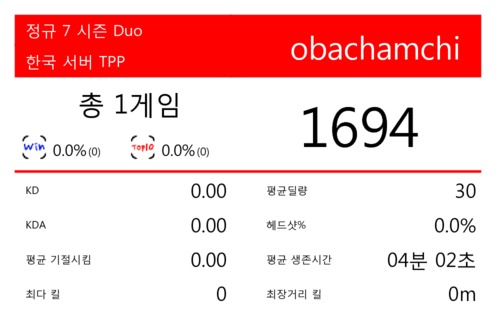 정규 7 시즌 Duo
한국 서버 TPP
obachamchi
총 1게임
Win 0.0% (0) Top10 0.0% (0)
1694
KD 0.00
KDA 0.00
평균 기절시킴 0.00
최다 킬 0
평균딜량 30
헤드샷% 0.0%
평균 생존시간 04분 02초
최장거리 킬 0m